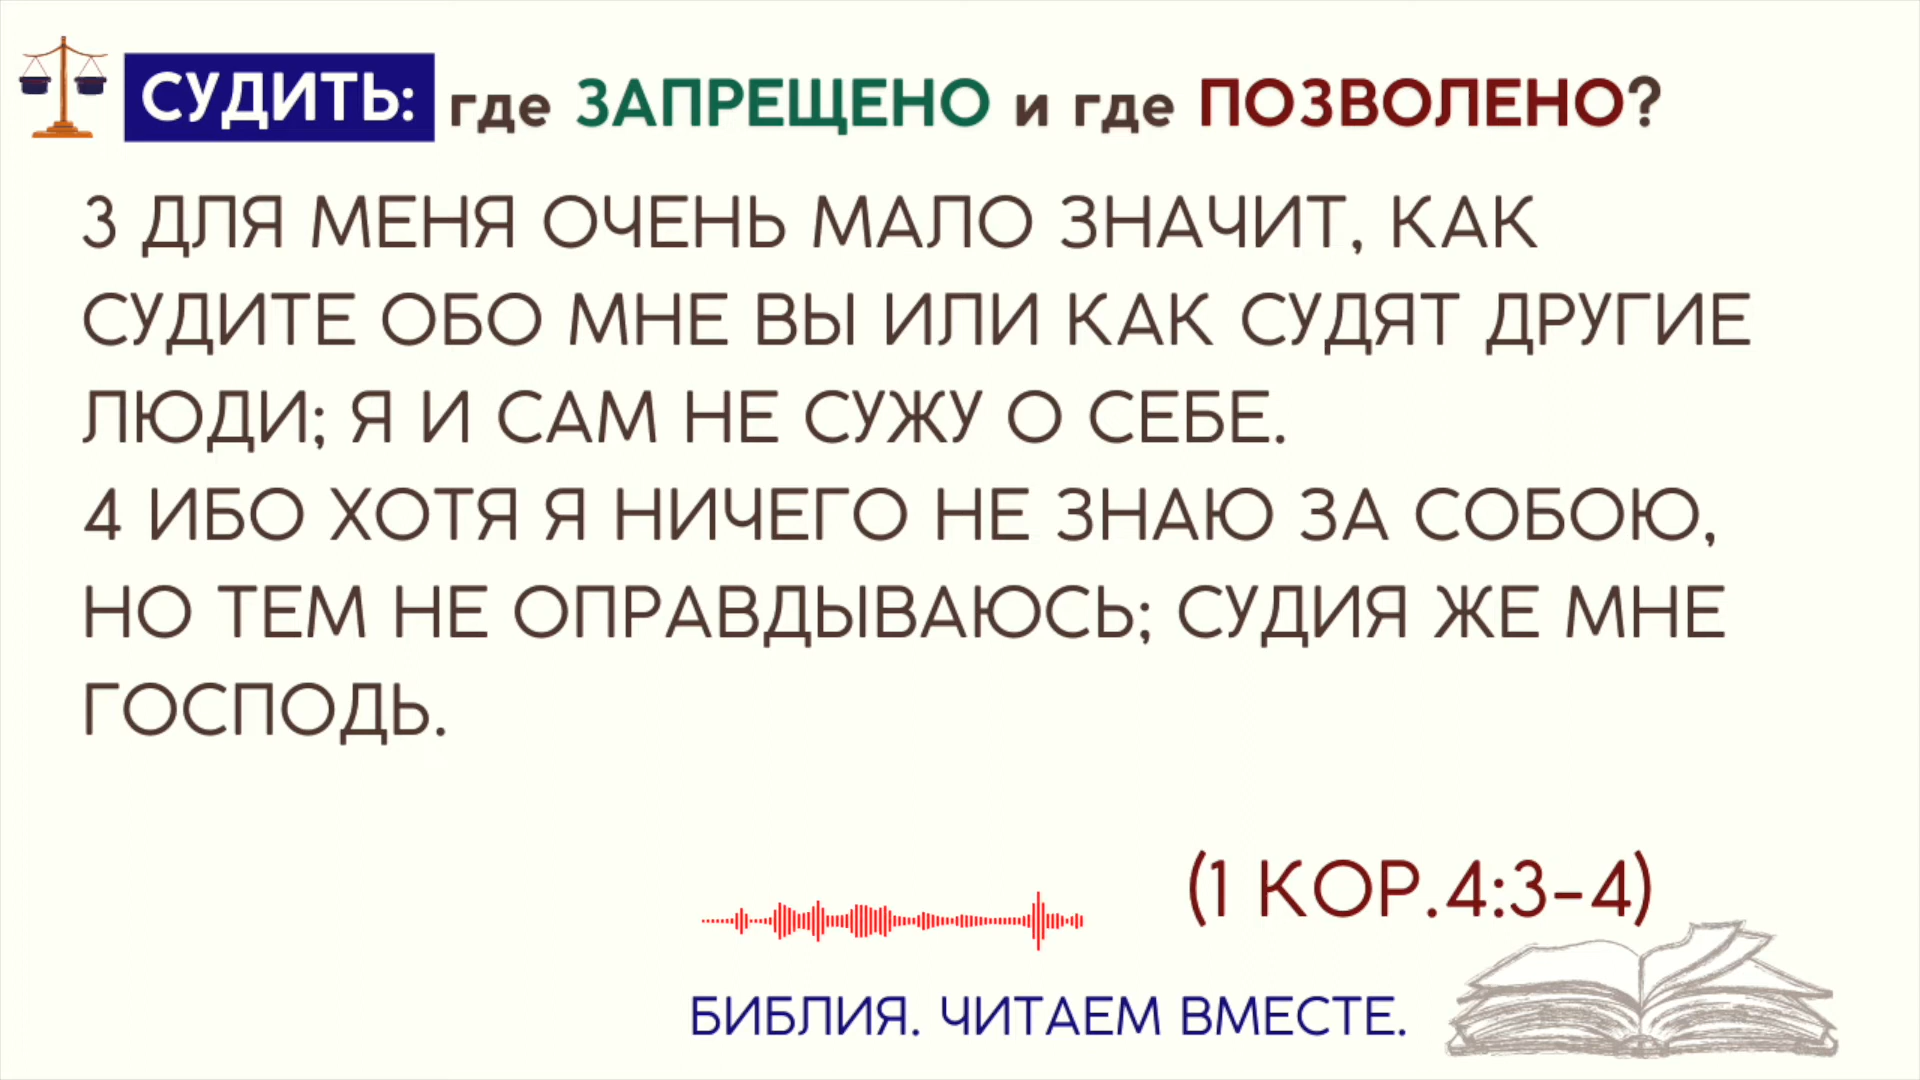 СУДИТЬ: где ЗАПРЕЩЕНО и где ПОЗВОЛЕНО?
3 ДЛЯ МЕНЯ ОЧЕНЬ МАЛО ЗНАЧИТ, КАК
СУДИТЕ ОБО МНЕ ВЫ ИЛИ КАК СУДЯТ ДРУГИЕ
ЛЮДИ; Я И САМ НЕ СУЖУ О СЕБЕ.
4 ИБО ХОТЯ Я НИЧЕГО НЕ ЗНАЮ ЗА СОБОЮ,
НО ТЕМ НЕ ОПРАВДЫВАЮСЬ; СУДИЯ ЖЕ МНЕ
ГОСПОДЬ.
(1 КОР.4:3-4)
БИБЛИЯ. ЧИТАЕМ ВМЕСТЕ.